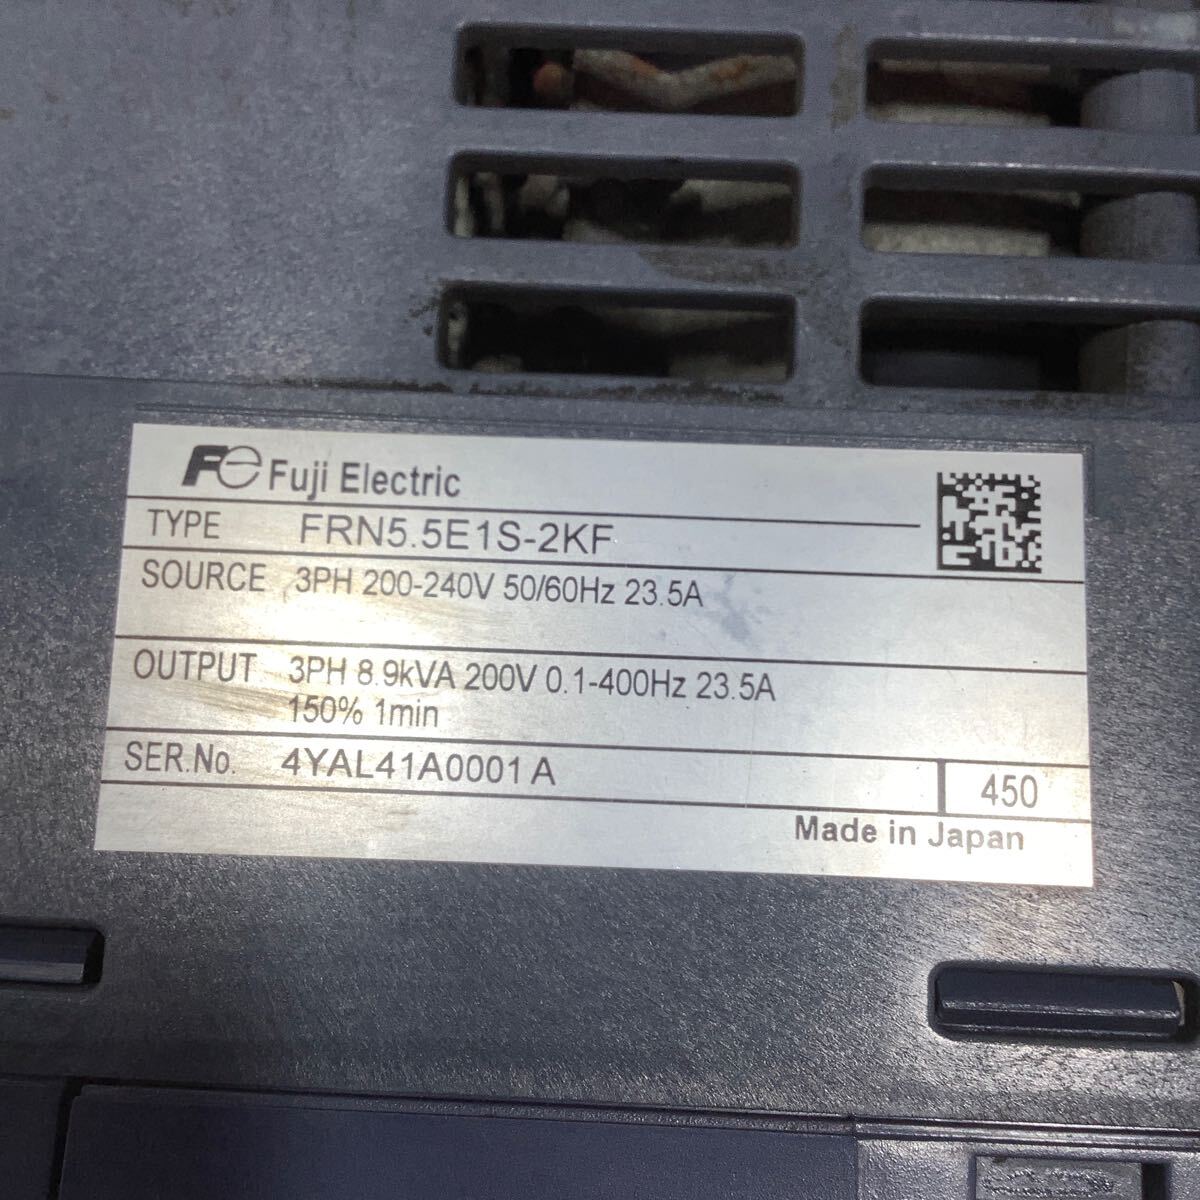 Fe Fuji Electric
TYPE FRN5.5E1S-2KF
SOURCE 3PH 200-240V 50/60Hz 23.5A
OUTPUT 3PH 8.9kVA 200V 0.1-400Hz 23.5A
150% 1min
SER.No. 4YAL41A0001A 450
Made in Japan